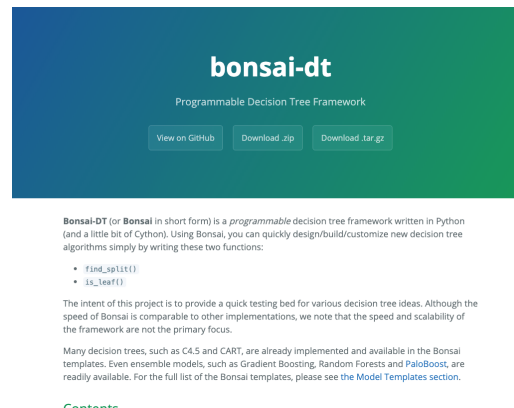 bonsai-dt
Programmable Decision Tree Framework
View on GitHub
Download .zip
Download .tar.gz
Bonsai-DT (or Bonsai in short form) is a programmable decision tree framework written in Python
(and a little bit of Cython). Using Bonsai, you can quickly design/build/customize new decision tree
algorithms simply by writing these two functions:
• find_split()
• is_leaf()
The intent of this project is to provide a quick testing bed for various decision tree ideas. Although the
speed of Bonsai is comparable to other implementations, we note that the speed and scalability of
the framework are not the primary focus.
Many decision trees, such as C4.5 and CART, are already implemented and available in the Bonsai
templates. Even ensemble models, such as Gradient Boosting, Random Forests and PaloBoost, are
readily available. For the full list of the Bonsai templates, please see the Model Templates section.
Contents